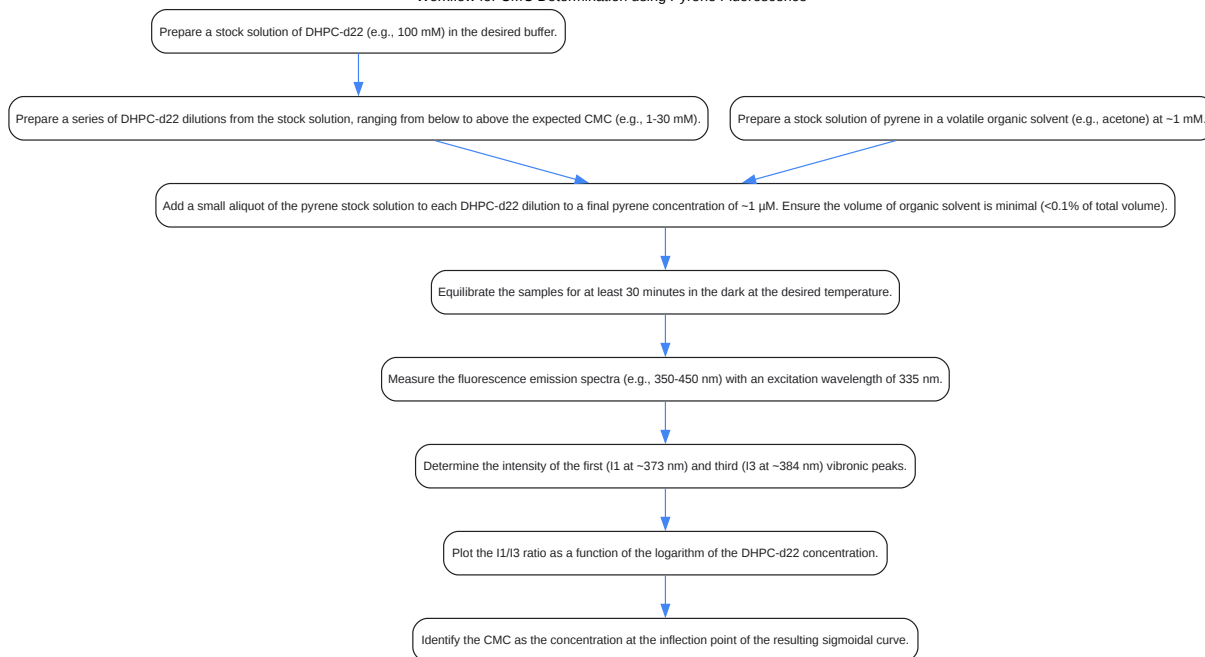 Workflow for CMC Determination using Pyrene Fluorescence
Prepare a stock solution of DHPC-d22 (e.g., 100 mM) in the desired buffer.
Prepare a series of DHPC-d22 dilutions from the stock solution, ranging from below to above the expected CMC (e.g., 1-30 mM).
Prepare a stock solution of pyrene in a volatile organic solvent (e.g., acetone) at ~1 mM.
Add a small aliquot of the pyrene stock solution to each DHPC-d22 dilution to a final pyrene concentration of ~1 µM. Ensure the volume of organic solvent is minimal (<0.1% of total volume).
Equilibrate the samples for at least 30 minutes in the dark at the desired temperature.
Measure the fluorescence emission spectra (e.g., 350-450 nm) with an excitation wavelength of 335 nm.
Determine the intensity of the first (I1 at ~373 nm) and third (I3 at ~384 nm) vibronic peaks.
Plot the I1/I3 ratio as a function of the logarithm of the DHPC-d22 concentration.
Identify the CMC as the concentration at the inflection point of the resulting sigmoidal curve.